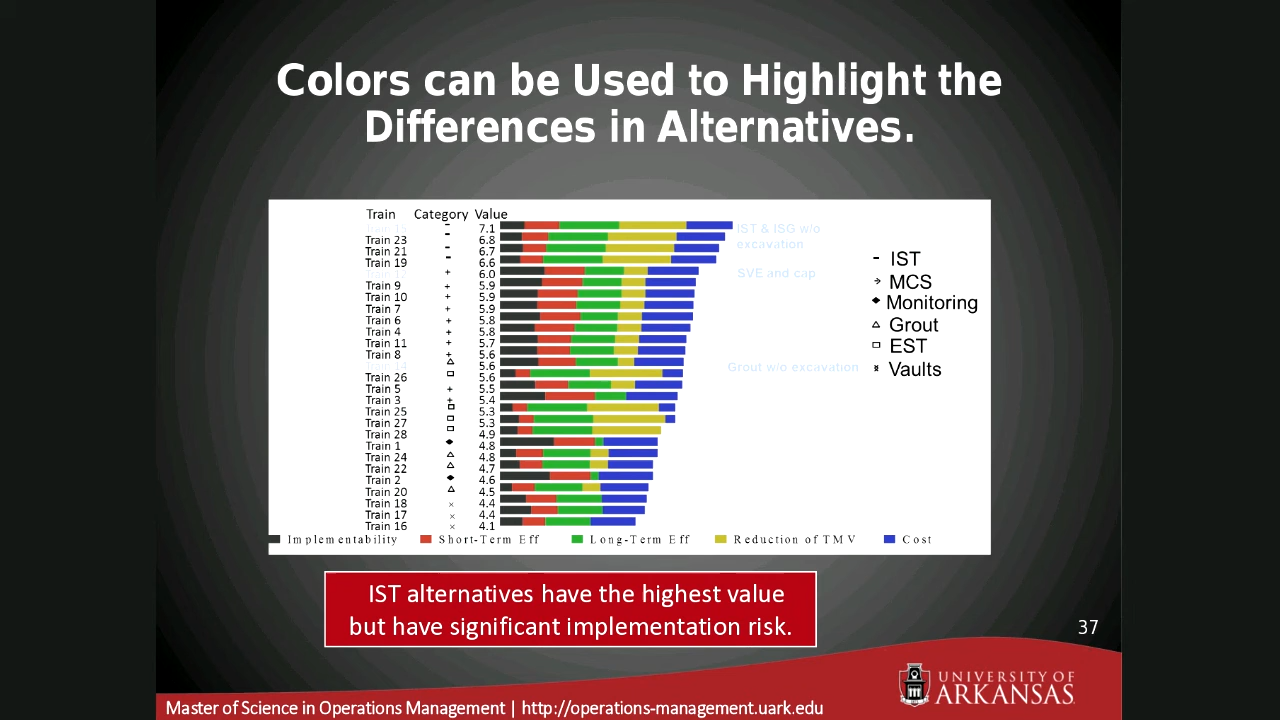 Colors can be Used to Highlight the
Differences in Alternatives.
Train Category Value
Train 15 - 7.1
Train 23 - 6.8
Train 21 - 6.7
Train 19 - 6.6
Train 12 + 6.0
Train 9 + 5.9
Train 10 + 5.9
Train 7 + 5.9
Train 6 + 5.8
Train 4 + 5.8
Train 11 + 5.7
Train 8 + 5.6
Train 14 5.6
Train 26 5.6
Train 5 + 5.5
Train 3 + 5.4
Train 25 5.3
Train 27 5.3
Train 28 4.9
Train 1 4.8
Train 24 4.8
Train 22 4.7
Train 2 4.6
Train 20 4.5
Train 18 × 4.4
Train 17 × 4.4
Train 16 × 4.1
IST & ISG w/o
excavation
SVE and cap
Grout w/o excavation
IST
MCS
Monitoring
Grout
EST
Vaults
Implementability Short-Term Eff Long-Term Eff Reduction of TMV Cost
IST alternatives have the highest value
but have significant implementation risk.
37
UNIVERSITY OF
ARKANSAS
Master of Science in Operations Management | http://operations-management.uark.edu